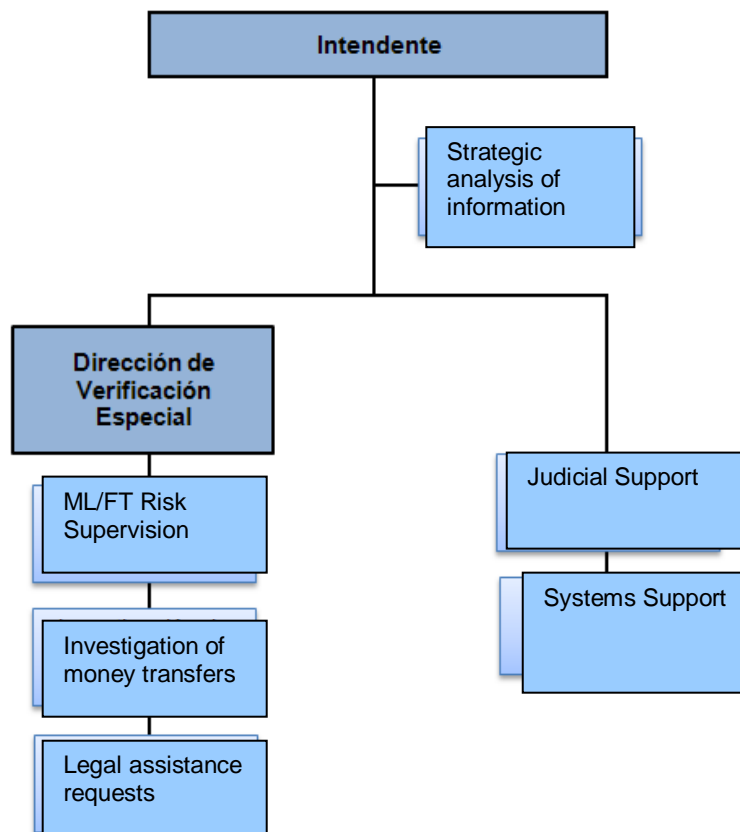 Intendente
Strategic
analysis of
information
Dirección de
Verificación
Especial
ML/FT Risk
Supervision
Judicial Support
Systems Support
Investigation of
money transfers
Legal assistance
requests